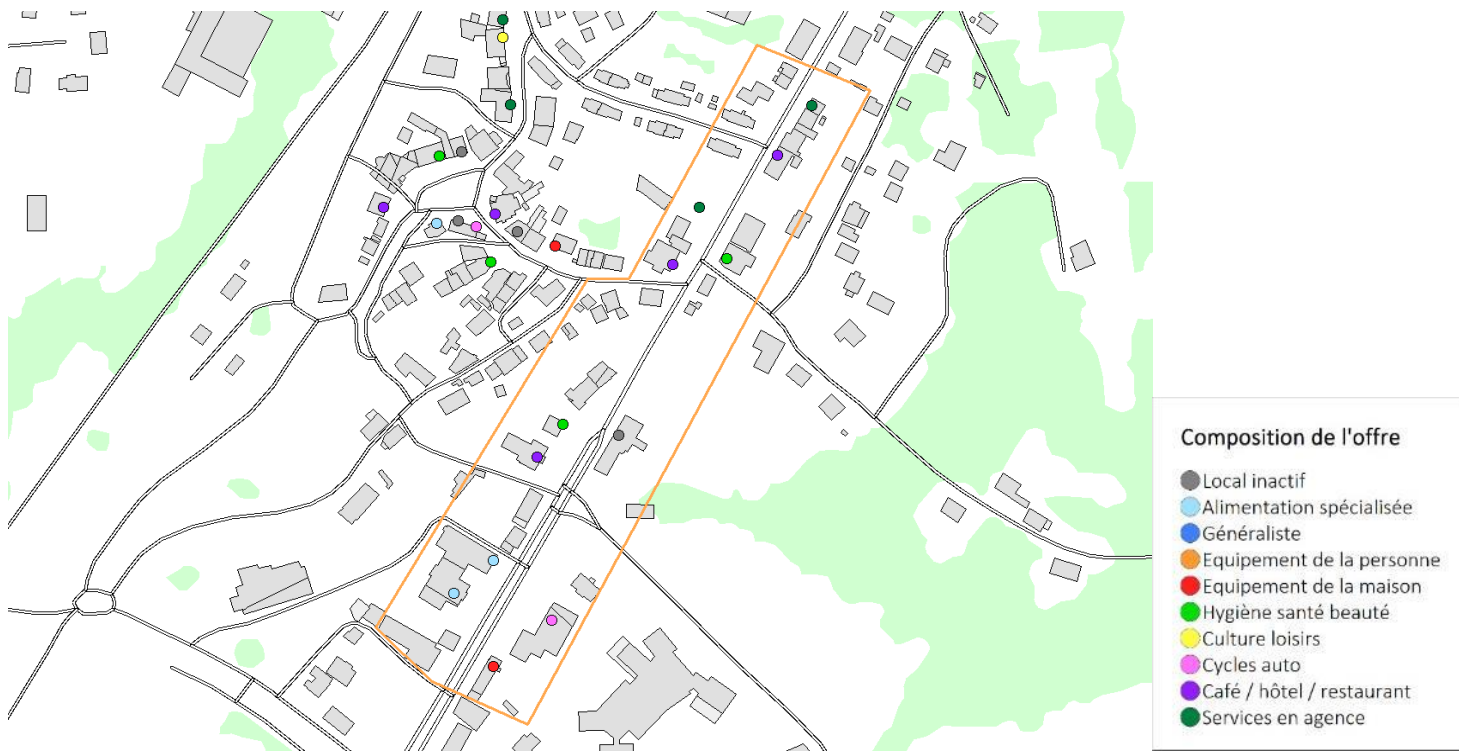 Composition de l'offre
Local inactif
Alimentation spécialisée
Généraliste
Equipement de la personne
Equipement de la maison
Hygiène santé beauté
Culture loisirs
Cycles auto
Café / hôtel / restaurant
Services en agence